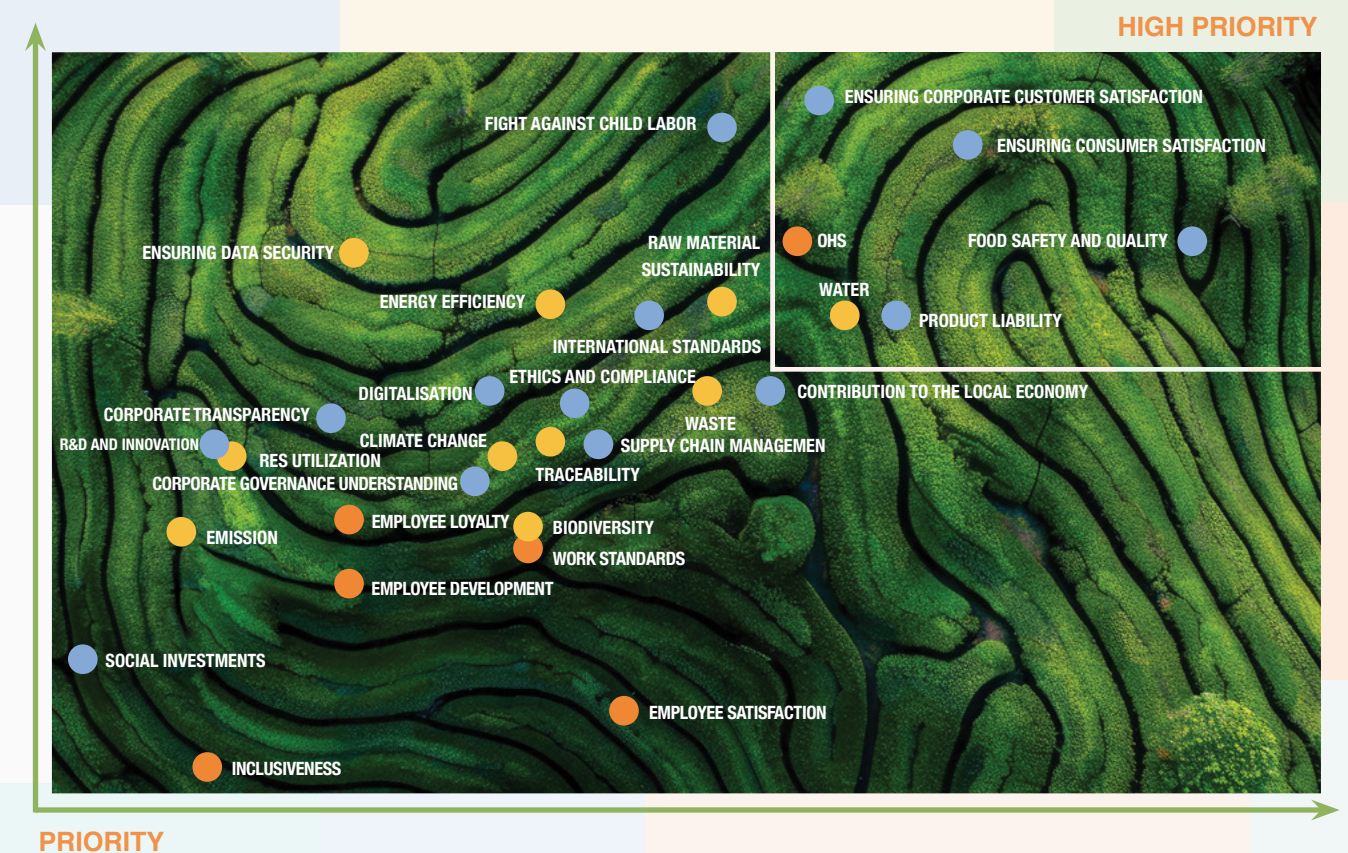 HIGH PRIORITY
ENSURING CORPORATE CUSTOMER SATISFACTION
FIGHT AGAINST CHILD LABOR
ENSURING CONSUMER SATISFACTION
ENSURING DATA SECURITY
RAW MATERIAL
SUSTAINABILITY
OHS
FOOD SAFETY AND QUALITY
WATER
ENERGY EFFICIENCY
PRODUCT LIABILITY
INTERNATIONAL STANDARDS
ETHICS AND COMPLIANCE
DIGITALISATION
CONTRIBUTION TO THE LOCAL ECONOMY
CORPORATE TRANSPARENCY
WASTE
R&D AND INNOVATION
CLIMATE CHANGE
SUPPLY CHAIN MANAGEMEN
RES UTILIZATION
TRACEABILITY
CORPORATE GOVERNANCE UNDERSTANDING
EMPLOYEE LOYALTY
BIODIVERSITY
EMISSION
WORK STANDARDS
EMPLOYEE DEVELOPMENT
SOCIAL INVESTMENTS
EMPLOYEE SATISFACTION
INCLUSIVENESS
PRIORITY